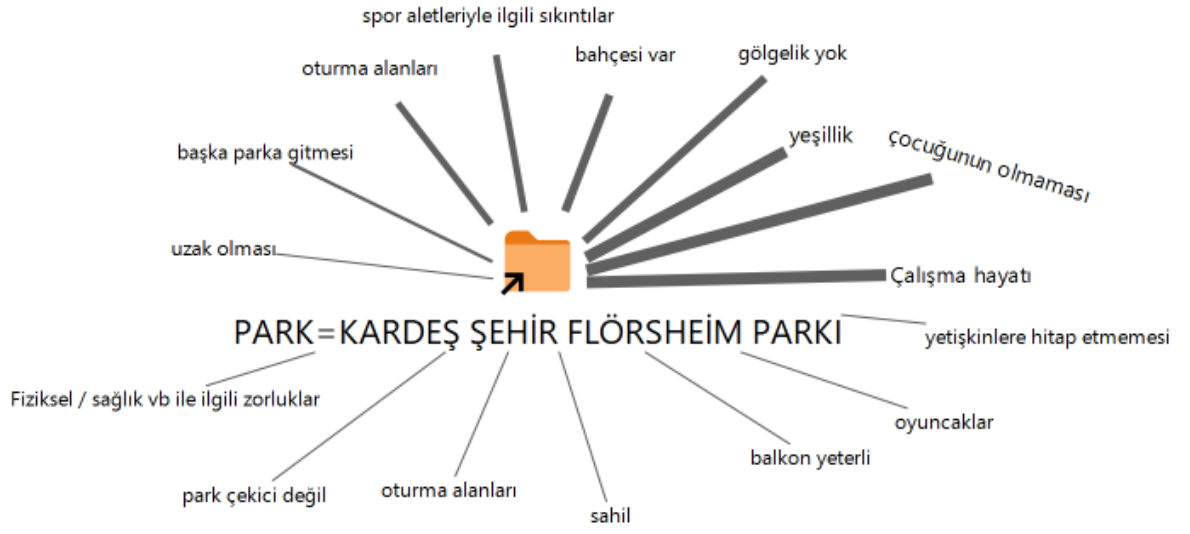 spor aletleriyle ilgili sıkıntılar
bahçesi var
gölgelik yok
oturma alanları
yeşillik
çocuğunun olmaması
başka parka gitmesi
uzak olması
Çalışma hayatı
PARK=KARDEŞ ŞEHİR FLÖRSHEİM PARKI
yetişkinlere hitap etmemesi
Fiziksel / sağlık vb ile ilgili zorluklar
oyuncaklar
balkon yeterli
park çekici değil
oturma alanları
sahil